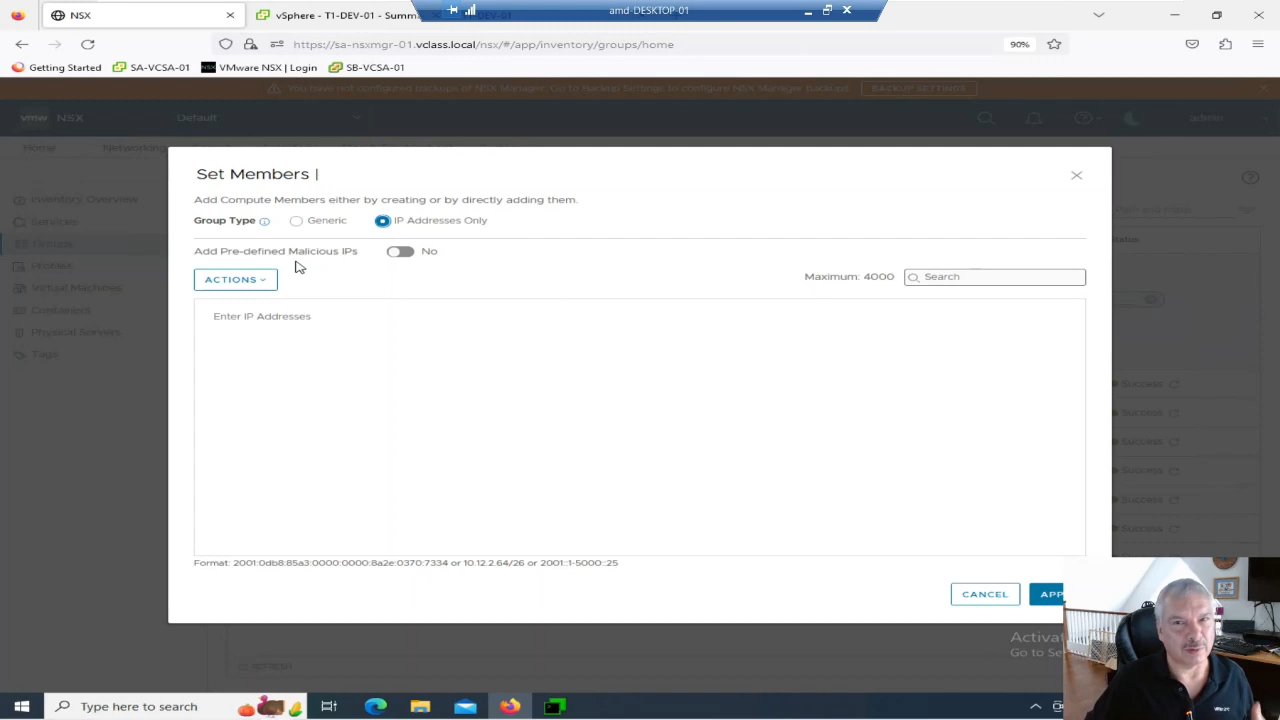 amd-DESKTOP-01
NSX
vSphere - T1-DEV-01 - Summa
https://sa-nsxmgr-01.vclass.local/nsx/#/app/inventory/groups/home
90%
Getting Started
SA-VCSA-01
VMware NSX | Login
SB-VCSA-01
You have not configured backups of NSX Manager. Go to Backup Settings to configure NSX Manager backups.
BACKUP SETTINGS
vmw NSX
Default
admin
Home
Networking
Set Members |
Add Compute Members either by creating or by directly adding them.
Group Type
Generic
IP Addresses Only
Add Pre-defined Malicious IPs
No
ACTIONS
Maximum: 4000
Search
Enter IP Addresses
Format: 2001:0db8:85a3:0000:0000:8a2e:0370:7334 or 10.12.2.64/26 or 2001::1-5000::25
CANCEL
APP
Inventory Overview
Services
Groups
Profiles
Virtual Machines
Containers
Physical Servers
Tags
Status
Success
Success
Success
Success
Success
Success
REFRESH
Activa
Go to Se
Type here to search